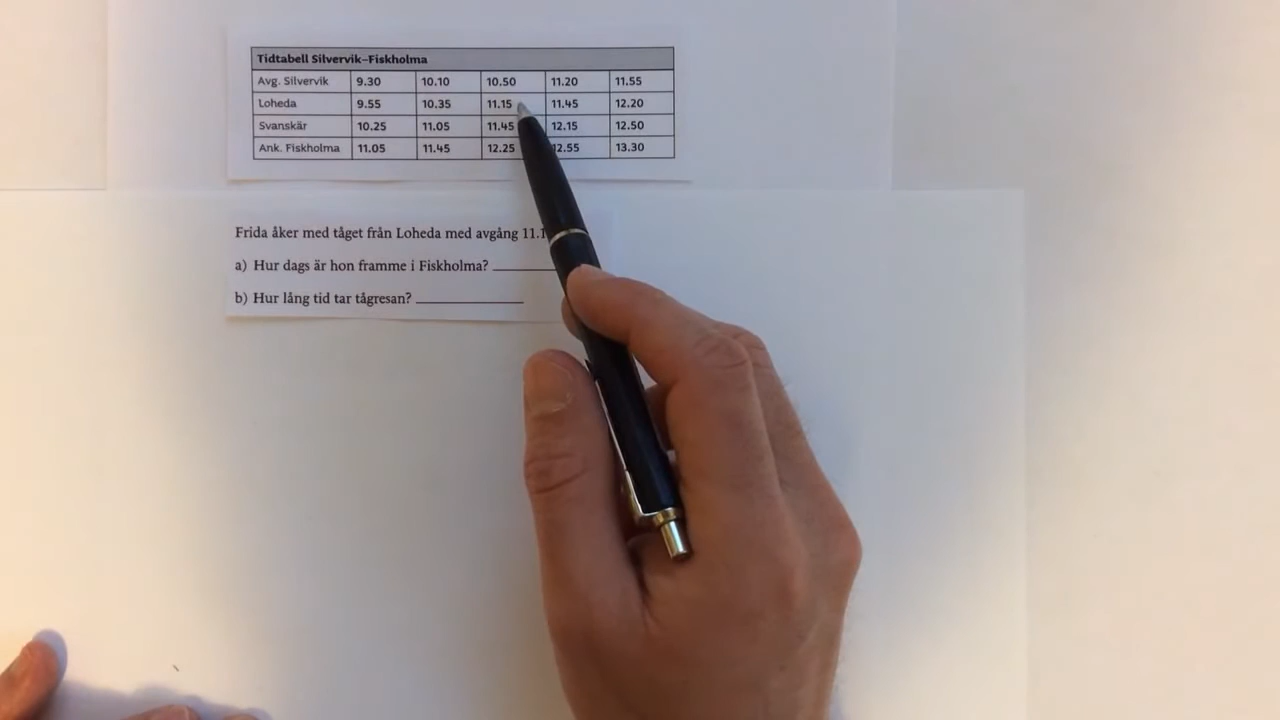 Tidtabell Silvervik–Fiskholma
Avg. Silvervik 9.30 10.10 10.50 11.20 11.55
Loheda 9.55 10.35 11.15 11.45 12.20
Svanskär 10.25 11.05 11.45 12.15 12.50
Ank. Fiskholma 11.05 11.45 12.25 12.55 13.30
Frida åker med tåget från Loheda med avgång
a) Hur dags är hon framme i Fiskholma?
b) Hur lång tid tar tågresan?